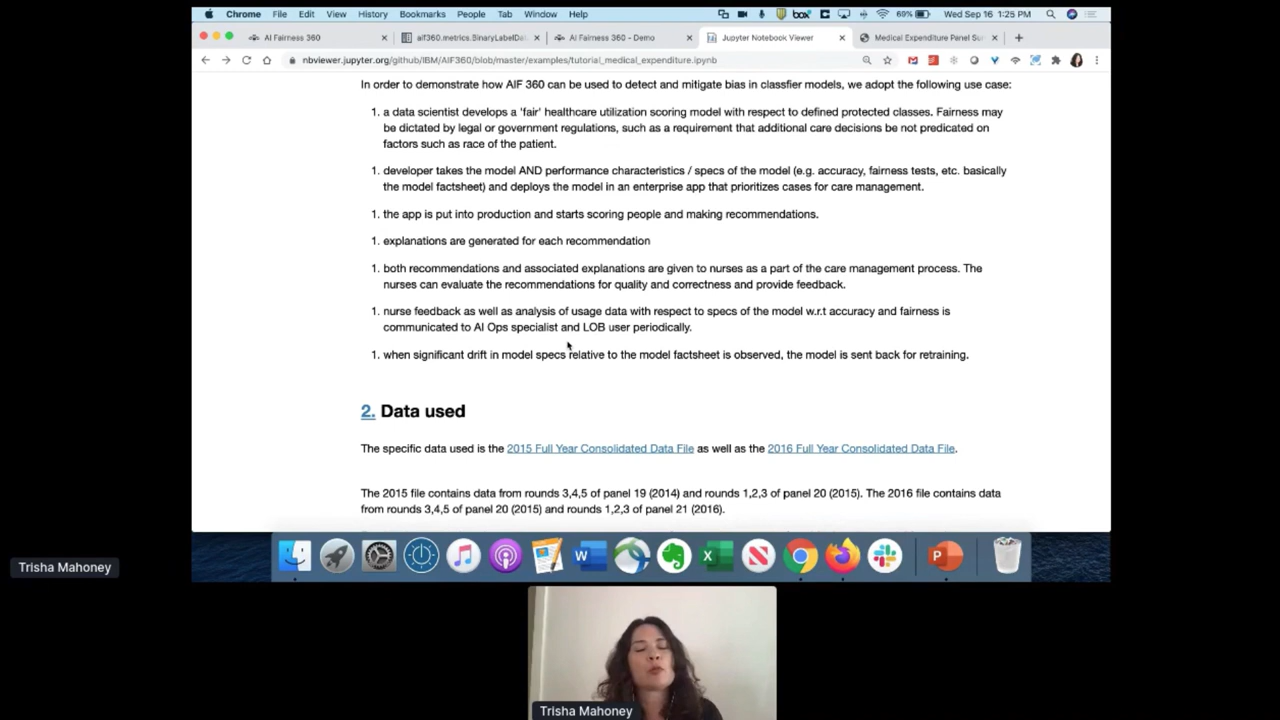 Chrome File Edit View History Bookmarks People Tab Window Help box 69% Wed Sep 16 1:25 PM
AI Fairness 360 aif360.metrics.BinaryLabelDat AI Fairness 360 - Demo Jupyter Notebook Viewer Medical Expenditure Panel Sur
nbviewer.jupyter.org/github/IBM/AIF360/blob/master/examples/tutorial_medical_expenditure.ipynb
In order to demonstrate how AIF 360 can be used to detect and mitigate bias in classfier models, we adopt the following use case:
1. a data scientist develops a 'fair' healthcare utilization scoring model with respect to defined protected classes. Fairness may
be dictated by legal or government regulations, such as a requirement that additional care decisions be not predicated on
factors such as race of the patient.
1. developer takes the model AND performance characteristics / specs of the model (e.g. accuracy, fairness tests, etc. basically
the model factsheet) and deploys the model in an enterprise app that prioritizes cases for care management.
1. the app is put into production and starts scoring people and making recommendations.
1. explanations are generated for each recommendation
1. both recommendations and associated explanations are given to nurses as a part of the care management process. The
nurses can evaluate the recommendations for quality and correctness and provide feedback.
1. nurse feedback as well as analysis of usage data with respect to specs of the model w.r.t accuracy and fairness is
communicated to AI Ops specialist and LOB user periodically.
1. when significant drift in model specs relative to the model factsheet is observed, the model is sent back for retraining.
2. Data used
The specific data used is the 2015 Full Year Consolidated Data File as well as the 2016 Full Year Consolidated Data File.
The 2015 file contains data from rounds 3,4,5 of panel 19 (2014) and rounds 1,2,3 of panel 20 (2015). The 2016 file contains data
from rounds 3,4,5 of panel 20 (2015) and rounds 1,2,3 of panel 21 (2016).
Trisha Mahoney
Trisha Mahoney